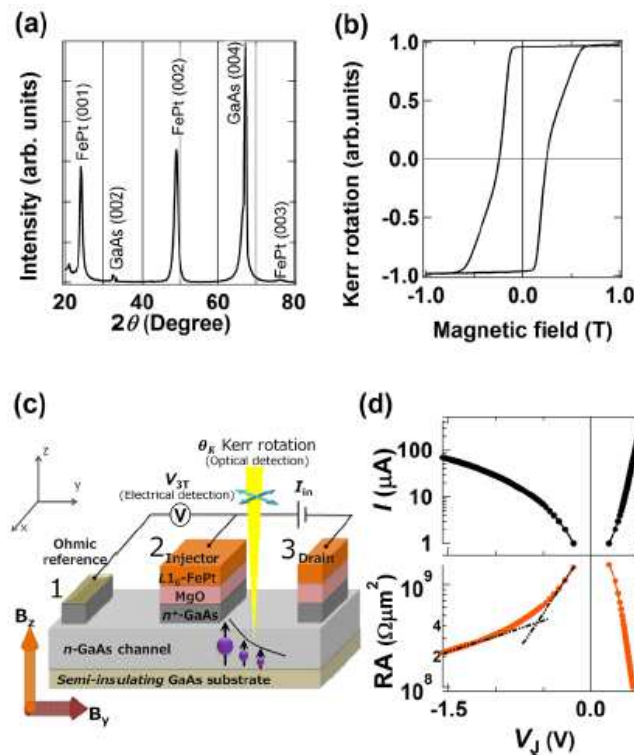 (a)
Intensity (arb. units)
FePt (001)
GaAs (002)
FePt (002)
GaAs (004)
FePt (003)
20 40 60 80
2θ (Degree)
(b)
Kerr rotation (arb.units)
1.0
0.5
0.0
-0.5
-1.0
-1.0 0.0 1.0
Magnetic field (T)
(c)
z
y
x
θK Kerr rotation
(Optical detection)
V3T
(Electrical detection)
Iin
V
Ohmic
reference
1
2
Injector
L10-FePt
MgO
n+-GaAs
3
Drain
n-GaAs channel
Semi-insulating GaAs substrate
Bz
By
(d)
I (μA)
100
10
1
RA (Ωμm2)
10^9
4
2
10^8
-1.5 0.0
VJ (V)